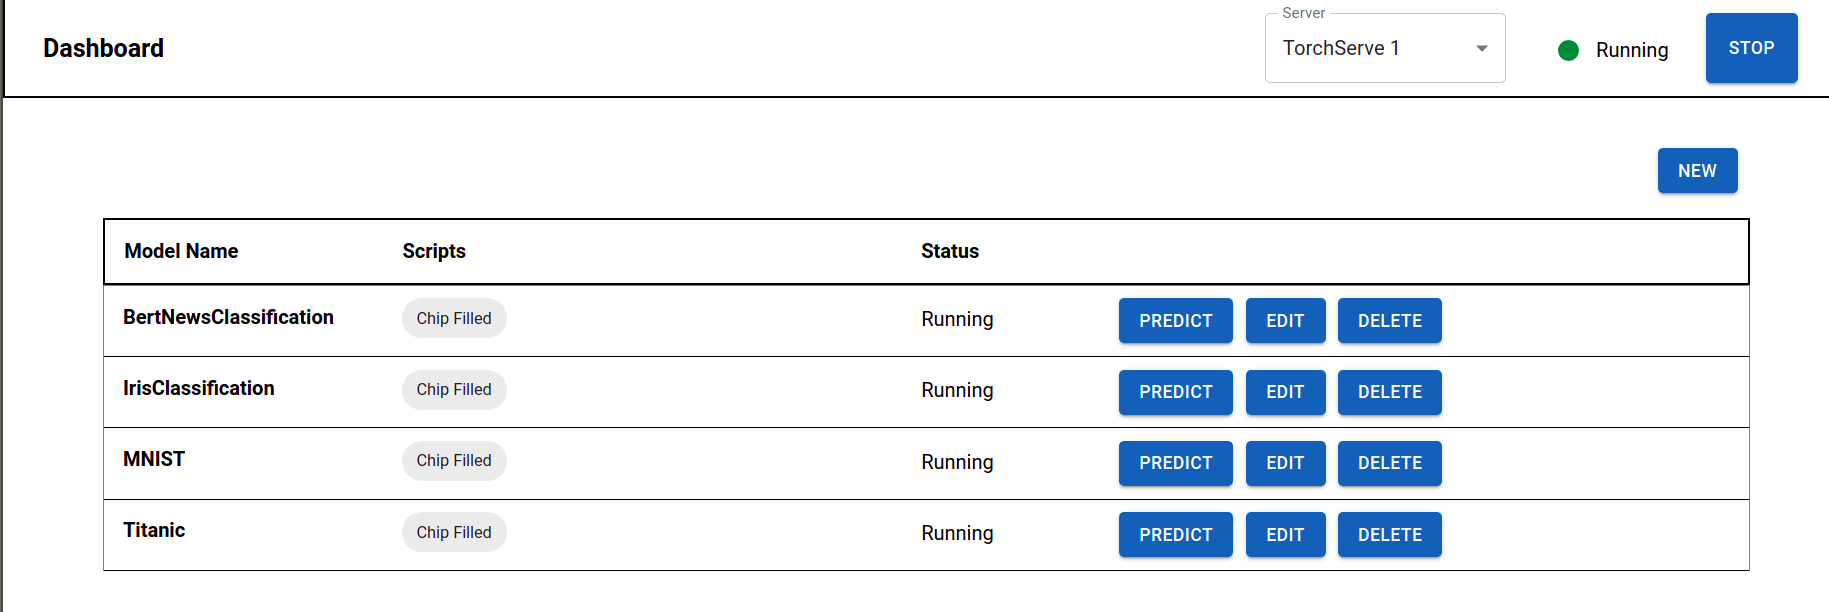 Dashboard
Server
TorchServe 1
Running
STOP
NEW
Model Name Scripts Status
BertNewsClassification Chip Filled Running PREDICT EDIT DELETE
IrisClassification Chip Filled Running PREDICT EDIT DELETE
MNIST Chip Filled Running PREDICT EDIT DELETE
Titanic Chip Filled Running PREDICT EDIT DELETE